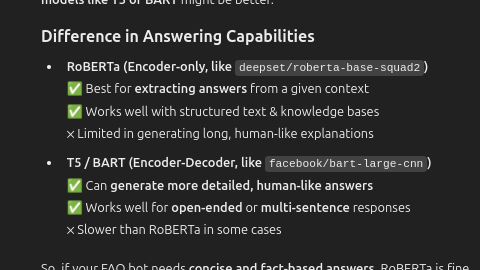 models like T5 or BART might be better.
Difference in Answering Capabilities
• RoBERTa (Encoder-only, like deepset/roberta-base-squad2)
✅ Best for extracting answers from a given context
✅ Works well with structured text & knowledge bases
× Limited in generating long, human-like explanations
• T5 / BART (Encoder-Decoder, like facebook/bart-large-cnn)
✅ Can generate more detailed, human-like answers
✅ Works well for open-ended or multi-sentence responses
× Slower than RoBERTa in some cases
So, if your FAQ bot needs concise and fact-based answers, RoBERTa is fine